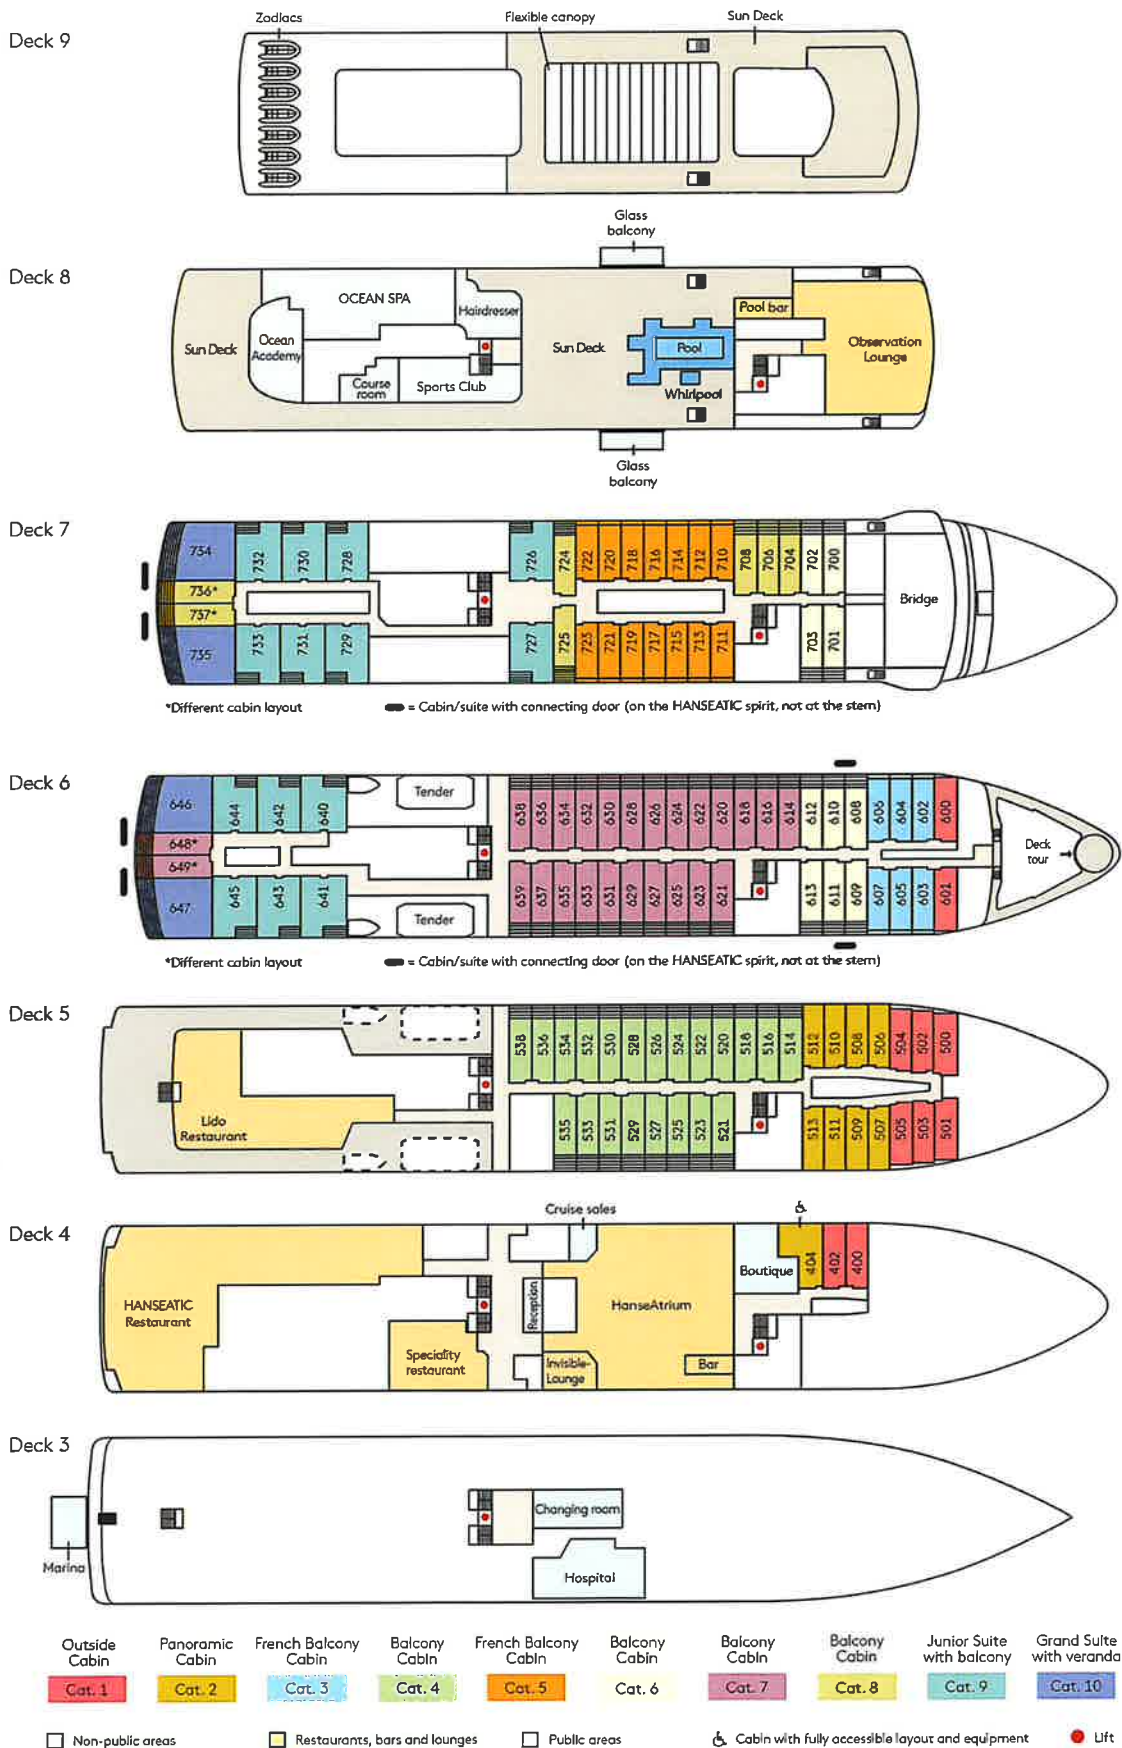 Deck 9
Zodiacs
Flexible canopy
Sun Deck
Glass
balcony
Deck 8
OCEAN SPA
Hairdresser
Ocean
Academy
Sun Deck
Course
room
Sports Club
Sun Deck
Pool
Whirlpool
Pool bar
Observation
Lounge
Glass
balcony
Deck 7
734 732 730 728 726 724 722 720 718 716 714 712 710 708 706 704 702 700
736*
737*
Bridge
735 733 731 729 727 725 723 721 719 717 715 713 711 703 701
*Different cabin layout
= Cabin/suite with connecting door (on the HANSEATIC spirit, not at the stern)
Deck 6
646 644 642 640 Tender 638 636 634 632 630 628 626 624 622 620 618 616 614 612 610 608 606 604 602 600
648*
649*
Deck
tour
647 645 643 641 Tender 639 637 635 633 631 629 627 625 623 621 613 611 609 607 605 603 601
*Different cabin layout
= Cabin/suite with connecting door (on the HANSEATIC spirit, not at the stern)
Deck 5
538 536 534 532 530 528 526 524 522 520 518 516 514 512 510 508 506 504 502 500
Lido
Restaurant
535 533 531 529 527 525 523 521 513 511 509 507 505 503 501
Deck 4
Cruise sales
HANSEATIC
Restaurant
Speciality
restaurant
Reception
Invisible-
Lounge
HanseAtrium
Bar
Boutique
404 402 400
Deck 3
Marina
Changing room
Hospital
Outside
Cabin
Cat. 1
Panoramic
Cabin
Cat. 2
French Balcony
Cabin
Cat. 3
Balcony
Cabin
Cat. 4
French Balcony
Cabin
Cat. 5
Balcony
Cabin
Cat. 6
Balcony
Cabin
Cat. 7
Balcony
Cabin
Cat. 8
Junior Suite
with balcony
Cat. 9
Grand Suite
with veranda
Cat. 10
Non-public areas
Restaurants, bars and lounges
Public areas
Cabin with fully accessible layout and equipment
Lift